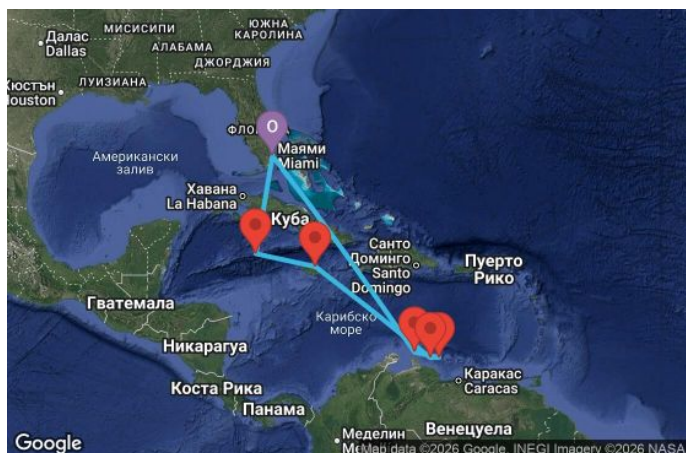 МИСИСИПИ
ЮЖНА
КАРОЛИНА
Далас
Dallas
АЛАБАМА
ДЖОРДЖИЯ
ЛУИЗИАНА
Хюстън
Houston
O
Маями
Miami
Американски
залив
Хавана
La Habana
Куба
Санто
Доминго
Santo
Domingo
Пуерто
Рико
Гватемала
Карибско
море
Никарагуа
Каракас
Caracas
Коста Рика
Панама
Венецуела
Меделин
Google
Map data ©2026 Google, INEGI Imagery ©2026 NASA